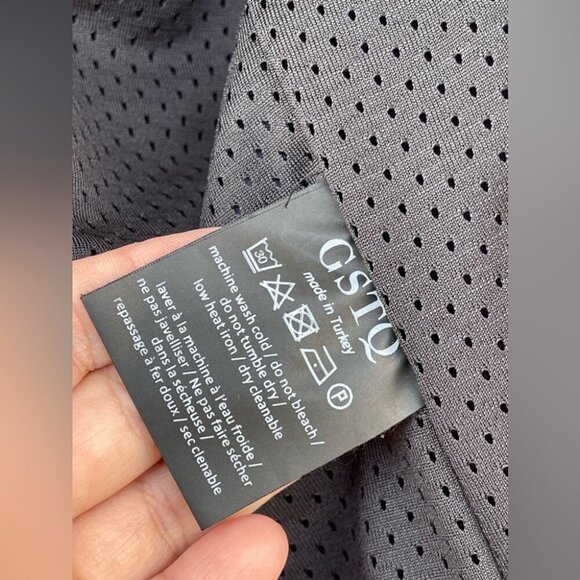 GSTQ
made in Turkey
30
P
machine wash cold / do not bleach /
do not tumble dry /
low heat iron / dry cleanable
laver à la machine à l'eau froide /
ne pas javelliser / Ne pas faire sécher
dans la sécheuse /
repassage à fer doux / sec clenable